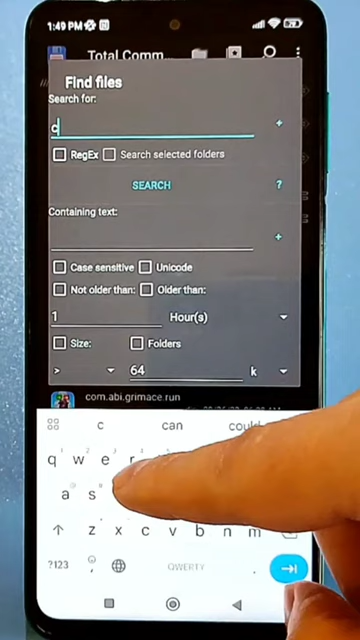 1:49 PM
Total Comm...
Find files
Search for:
c
RegEx Search selected folders
SEARCH ?
Containing text:
Case sensitive Unicode
Not older than: Older than:
1 Hour(s)
Size: Folders
> 64 k
com.abi.grimace.run
c can could
q w e r
a s
z x c v b n m
?123 , QWERTY .